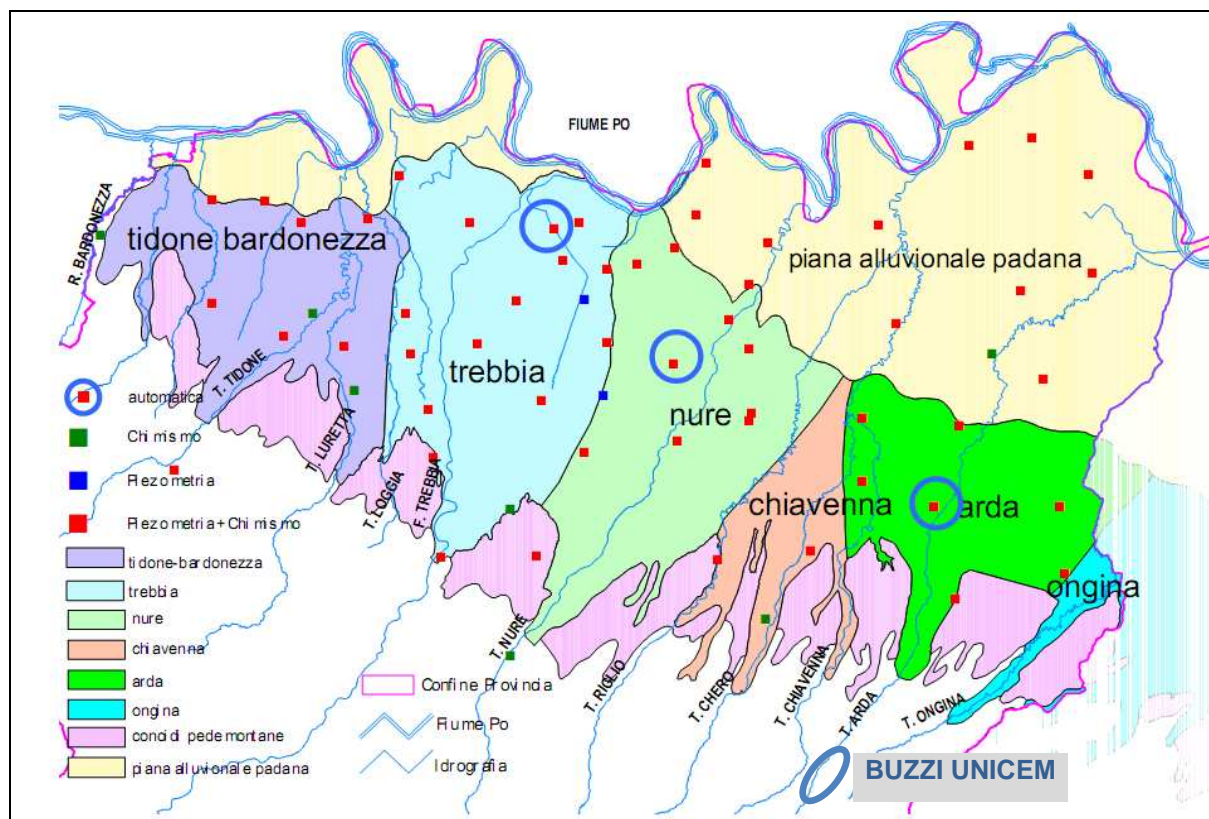 FIUME PO
R. BARDONEZZA
tidone bardonezza
piana alluvionale padana
trebbia
nure
T. TIDONE
T. LURETTA
T. LOGGIA
F. TREBBIA
chiavenna
arda
ongina
T. NURE
T. RIGLIO
T. CHERO
T. CHIAVENNA
T. ARDA
T. ONGINA
automatica
Chimismo
Piezometria
Piezometria+Chimismo
tidone-bardonezza
trebbia
nure
chiavenna
arda
ongina
conoidi pedemontane
piana alluvionale padana
Confine Provincia
Fiume Po
Idrografia
BUZZI UNICEM